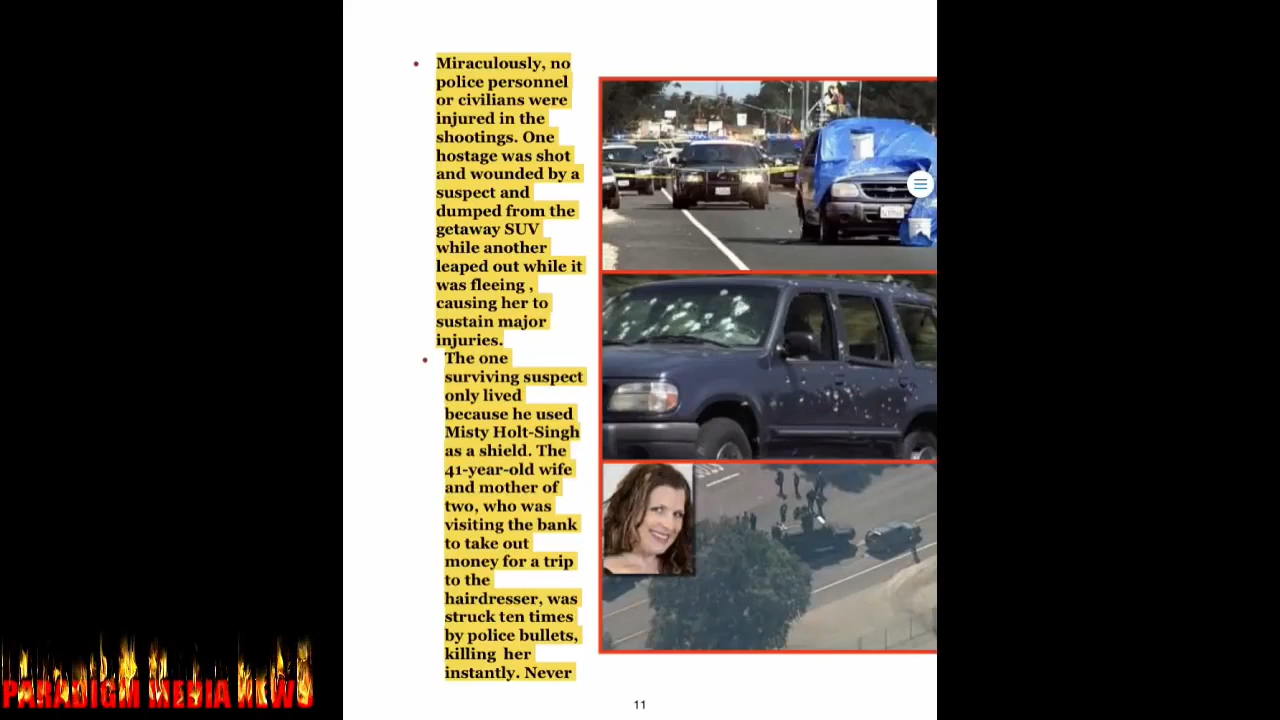 • Miraculously, no
police personnel
or civilians were
injured in the
shootings. One
hostage was shot
and wounded by a
suspect and
dumped from the
getaway SUV
while another
leaped out while it
was fleeing ,
causing her to
sustain major
injuries.
• The one
surviving suspect
only lived
because he used
Misty Holt-Singh
as a shield. The
41-year-old wife
and mother of
two, who was
visiting the bank
to take out
money for a trip
to the
hairdresser, was
struck ten times
by police bullets,
killing her
instantly. Never
11
PARADIGM MEDIA NEWS